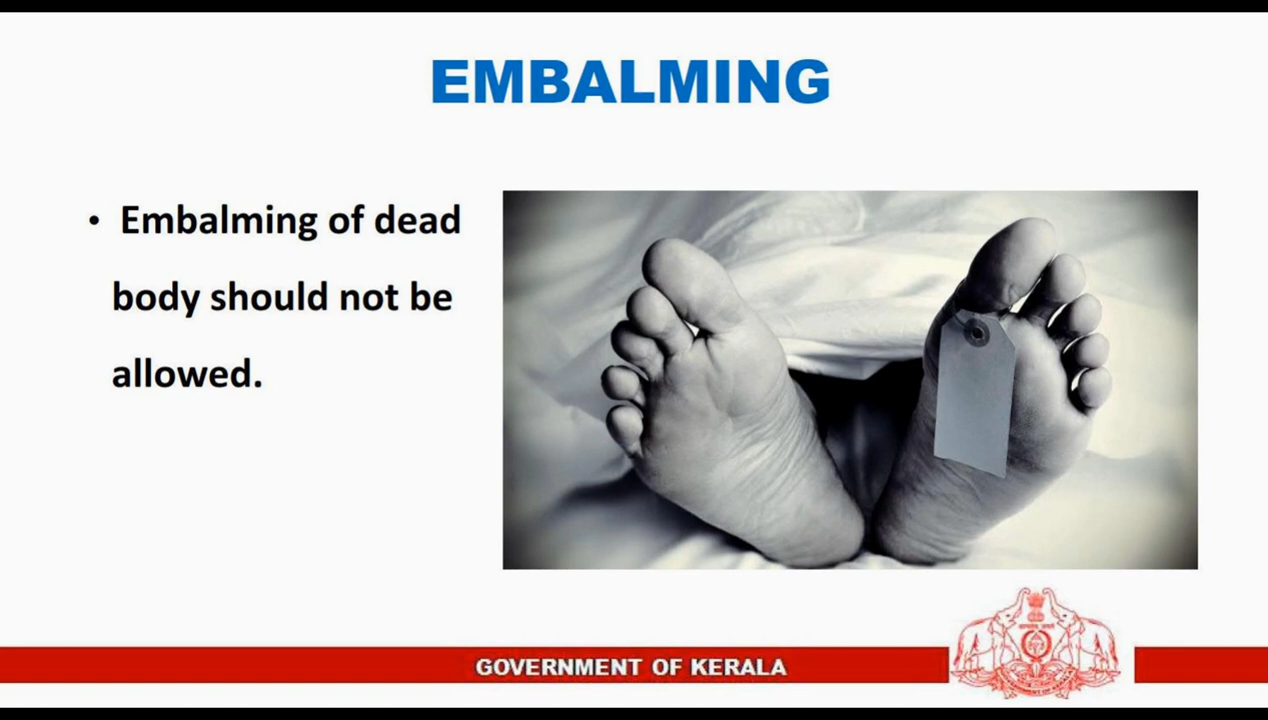 EMBALMING
• Embalming of dead
body should not be
allowed.
GOVERNMENT OF KERALA